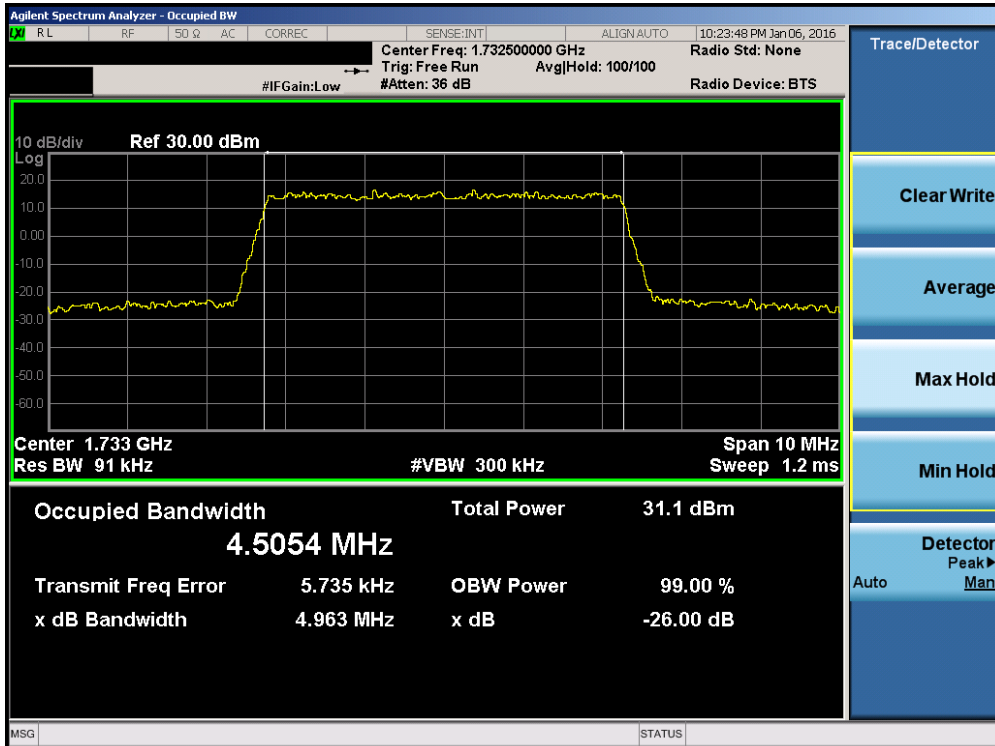 Agilent Spectrum Analyzer - Occupied BW
LXI RL RF 50 Ω AC CORREC SENSE:INT ALIGN AUTO 10:23:48 PM Jan 06, 2016
Center Freq: 1.732500000 GHz Radio Std: None
Trig: Free Run Avg|Hold: 100/100
#IFGain:Low #Atten: 36 dB Radio Device: BTS
10 dB/div Ref 30.00 dBm
Log
20.0
10.0
0.00
-10.0
-20.0
-30.0
-40.0
-50.0
-60.0
Center 1.733 GHz Span 10 MHz
Res BW 91 kHz #VBW 300 kHz Sweep 1.2 ms
Occupied Bandwidth Total Power 31.1 dBm
4.5054 MHz
Transmit Freq Error 5.735 kHz OBW Power 99.00 %
x dB Bandwidth 4.963 MHz x dB -26.00 dB
MSG STATUS
Trace/Detector
Clear Write
Average
Max Hold
Min Hold
Detector
Peak▶
Auto Man